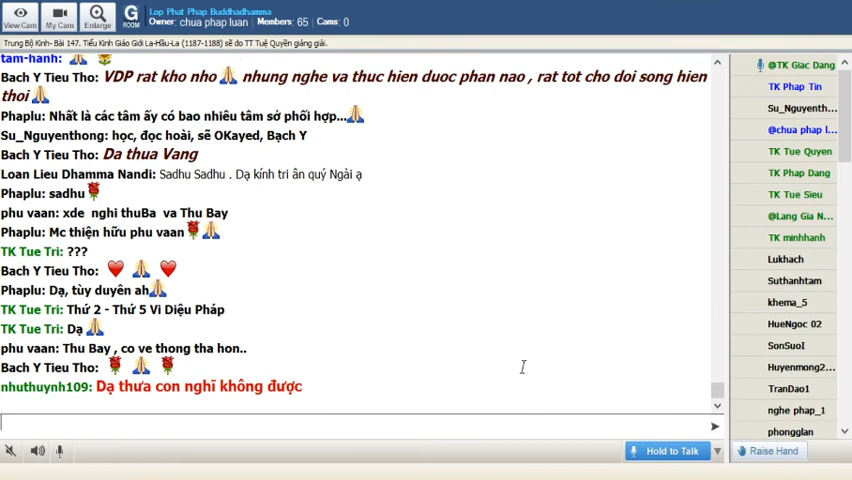 View Cam
My Cam
Enlarge
G
ROOM
Lop Phat Phap Buddhadhamma
Owner: chua phap luan Members: 65 Cams: 0
Trung Bộ Kinh- Bài 147. Tiểu Kinh Giáo Giới La-Hầu-La (1187-1188) sẽ do TT Tuệ Quyền giảng giải.
tam-hanh:
Bach Y Tieu Tho: VDP rat kho nho nhung nghe va thuc hien duoc phan nao , rat tot cho doi song hien
thoi
Phaplu: Nhất là các tâm ấy có bao nhiêu tâm sở phối hợp...
Su_Nguyenthong: học, đọc hoài, sẽ OKayed, Bạch Y
Bach Y Tieu Tho: Da thua Vang
Loan Lieu Dhamma Nandi: Sadhu Sadhu . Dạ kính tri ân quý Ngài ạ
Phaplu: sadhu
phu vaan: xde nghi thuBa va Thu Bay
Phaplu: Mc thiện hữu phu vaan
TK Tue Tri: ???
Bach Y Tieu Tho:
Phaplu: Dạ, tùy duyên ah
TK Tue Tri: Thứ 2 - Thứ 5 Vi Diệu Pháp
TK Tue Tri: Dạ
phu vaan: Thu Bay , co ve thong tha hon..
Bach Y Tieu Tho:
nhuthuynh109: Dạ thưa con nghĩ không được
@TK Giac Dang
TK Phap Tin
Su_Nguyenth...
@chua phap l...
TK Tue Quyen
TK Phap Dang
TK Tue Sieu
@Lang Gia N...
TK minhhanh
Lukhach
Suthanhtam
khema_5
HueNgoc 02
SonSuoI
Huyenmong2...
TranDao1
nghe phap_1
phongglan
Hold to Talk
Raise Hand